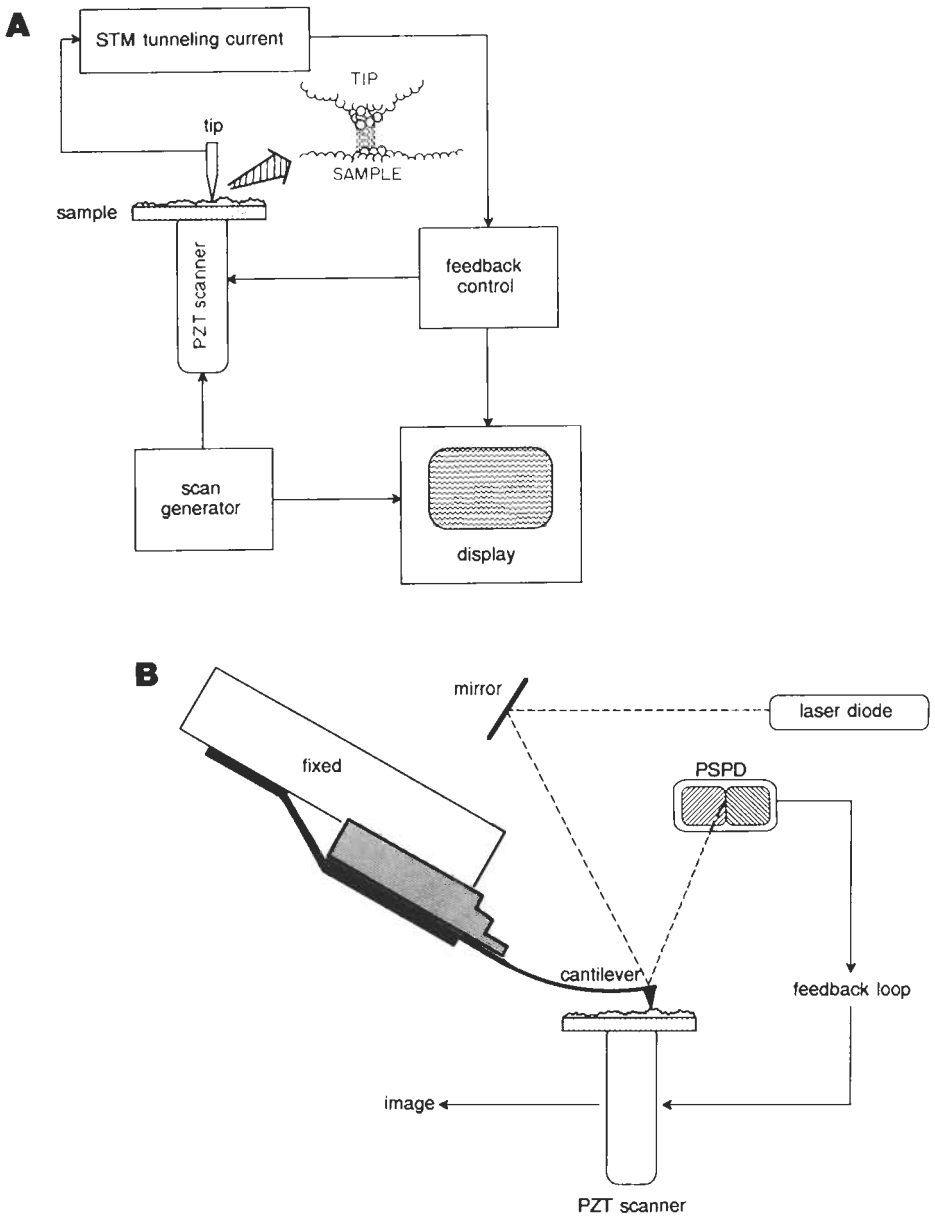 A
STM tunneling current
TIP
tip
SAMPLE
sample
PZT scanner
feedback
control
scan
generator
display
B
mirror
laser diode
fixed
PSPD
cantilever
feedback loop
image
PZT scanner